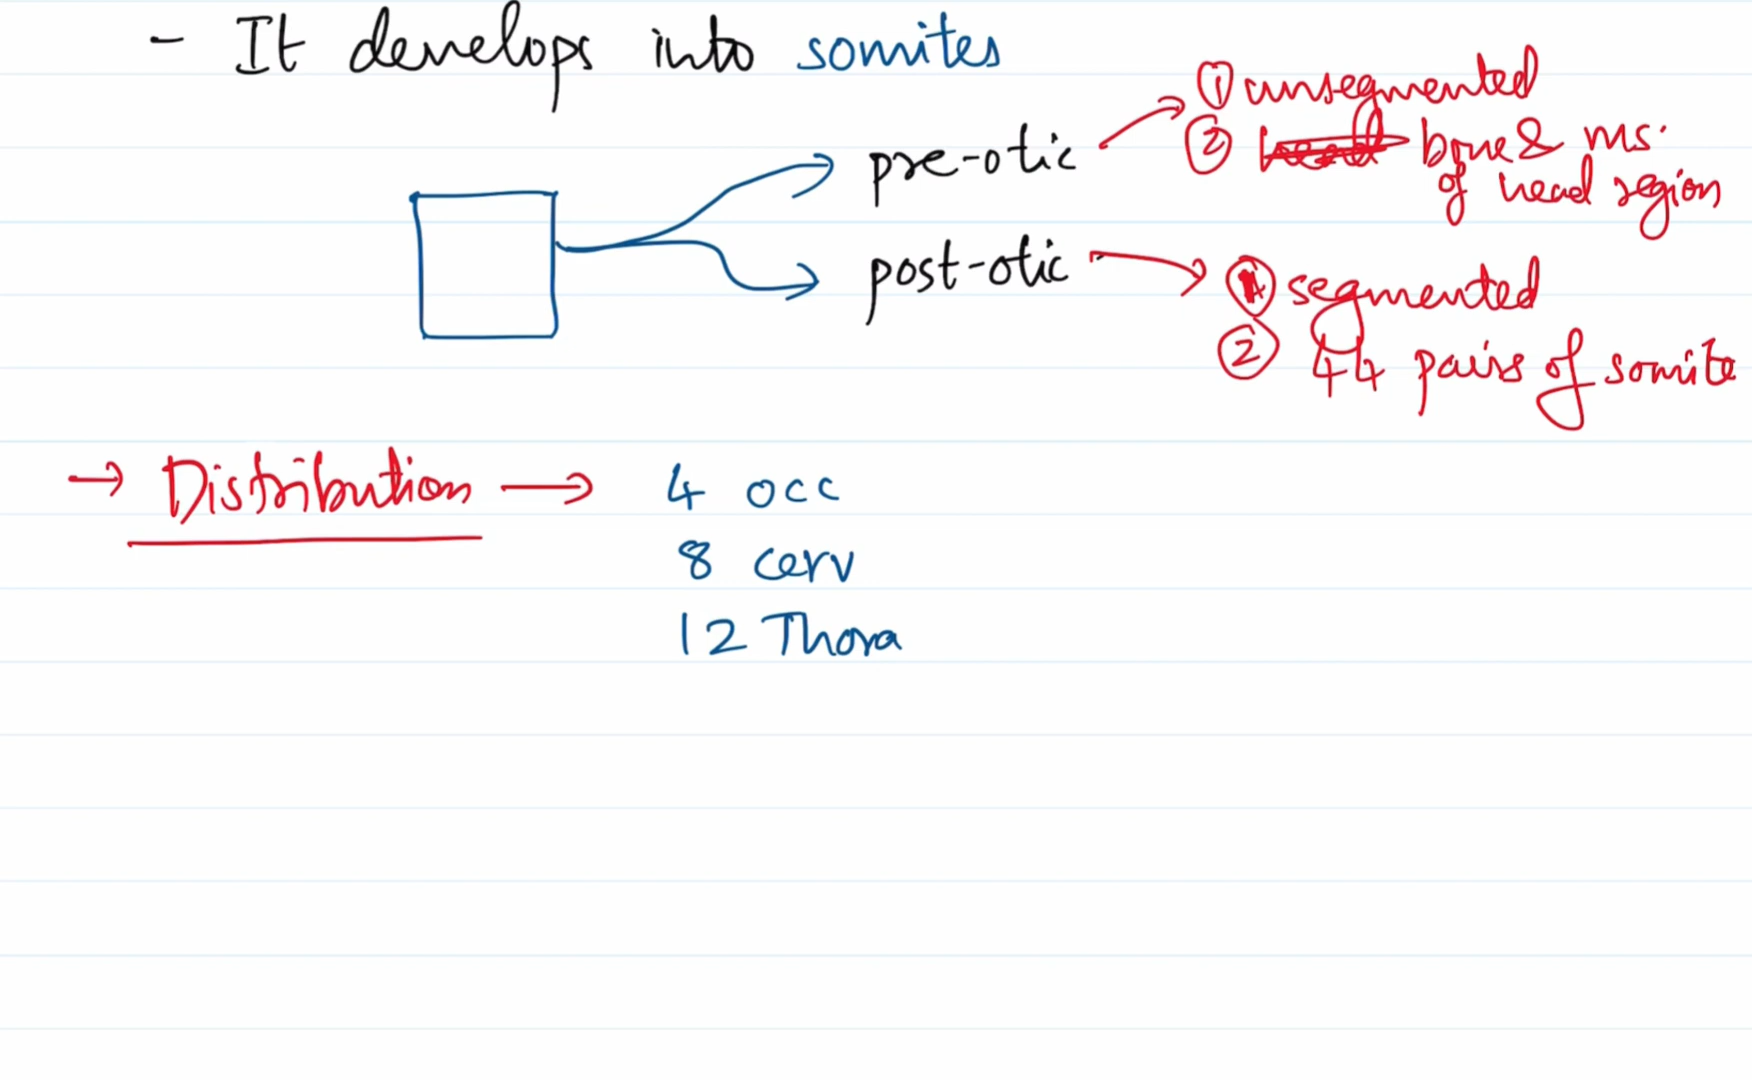 - It develops into somites
pre-otic → ① unsegmented
② bone & ms. of head region
post-otic → ① segmented
② 44 pairs of somite
→ Distribution → 4 occ
8 cerv
12 Thora